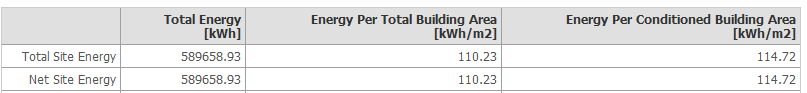 Total Energy Energy Per Total Building Area Energy Per Conditioned Building Area
[kWh] [kWh/m2] [kWh/m2]
Total Site Energy 589658.93 110.23 114.72
Net Site Energy 589658.93 110.23 114.72